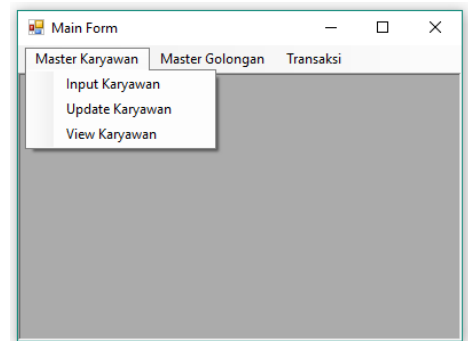 Main Form
Master Karyawan Master Golongan Transaksi
Input Karyawan
Update Karyawan
View Karyawan